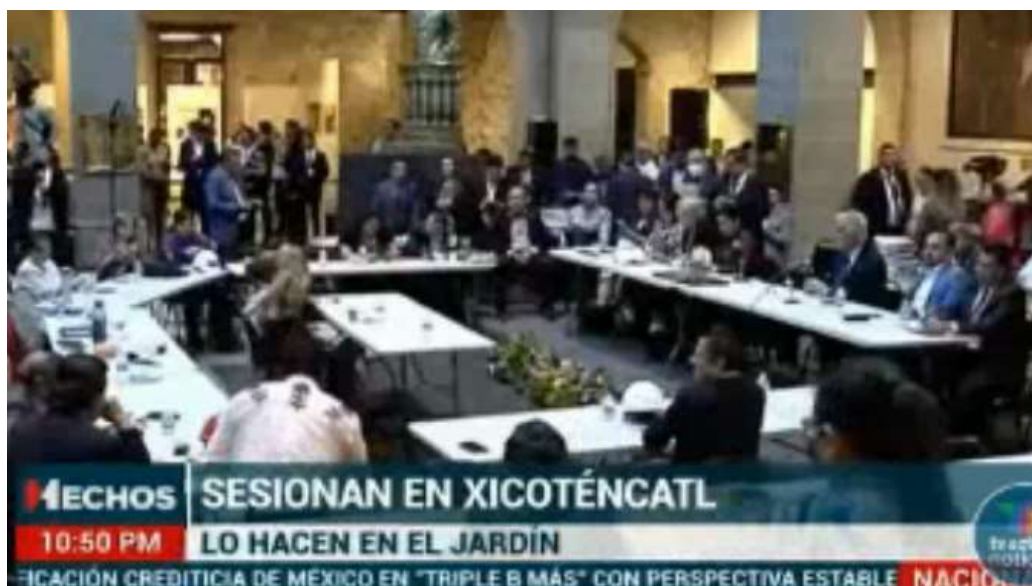 HECHOS
SESIONAN EN XICOTÉNCATL
10:50 PM
LO HACEN EN EL JARDÍN
CREDITICIA DE MÉXICO EN "TRIPLE B MÁS" CON PERSPECTIVA ESTABLE